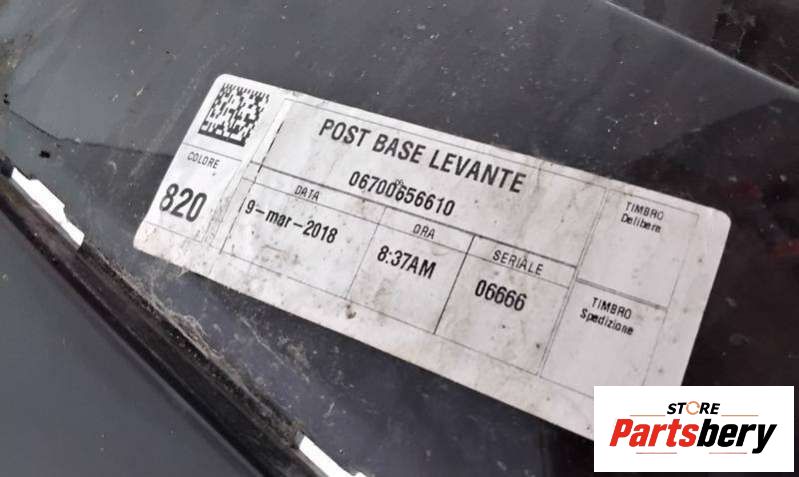 POST BASE LEVANTE
06700656610
COLORE
820
DATA
9-mar-2018
ORA
8:37AM
SERIALE
06666
TIMBRO
Delibera
TIMBRO
Spedizione
STORE
Partsbery